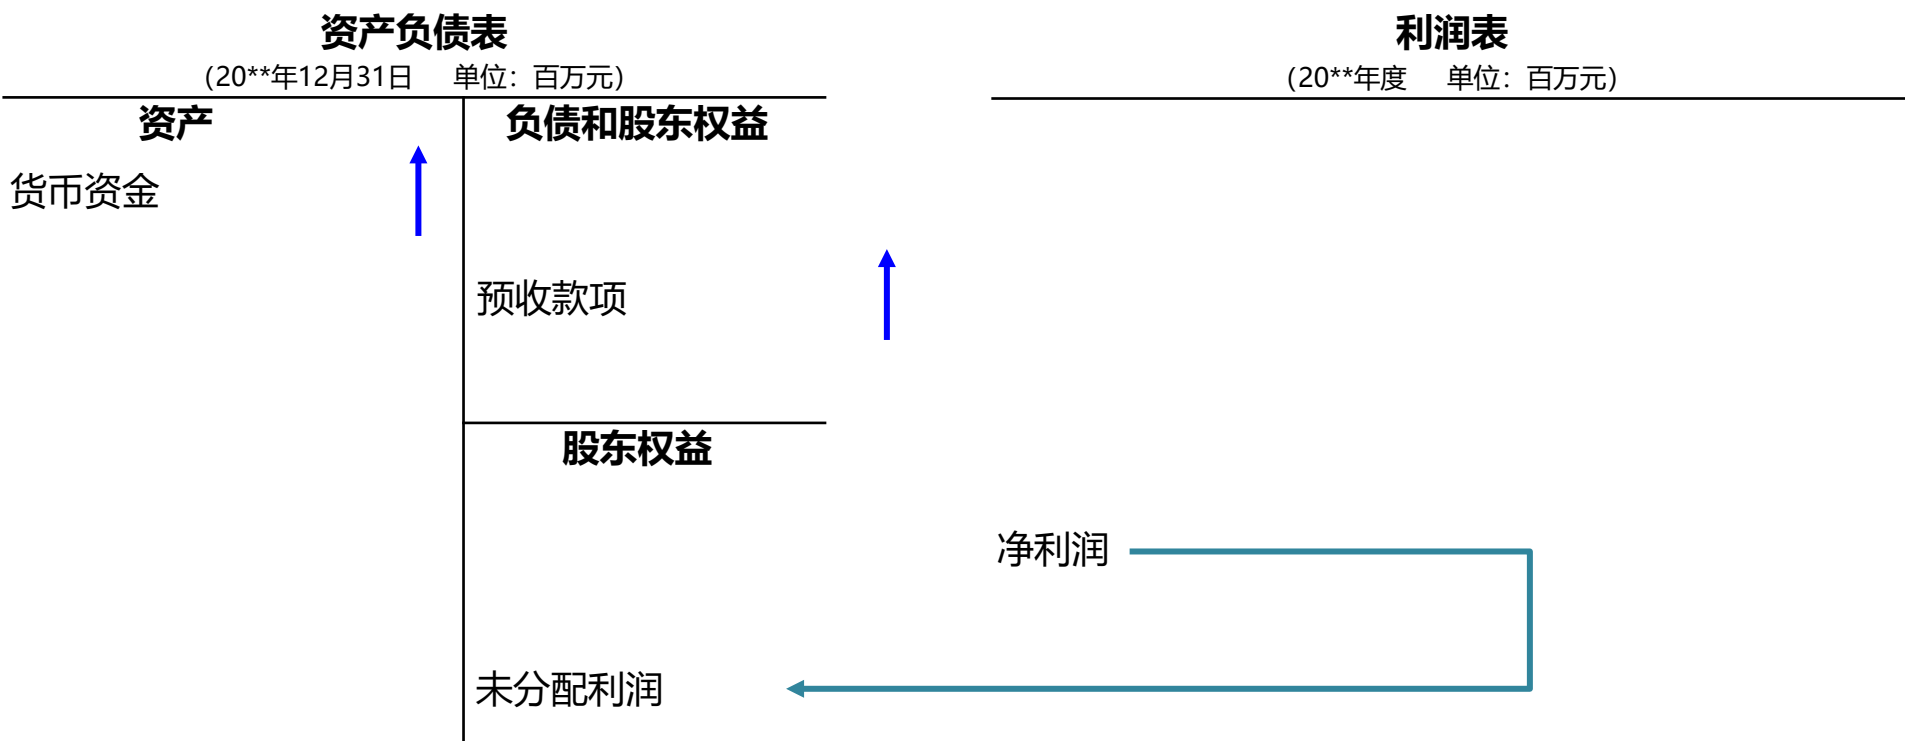 资产负债表
（20**年12月31日 单位：百万元）
资产
负债和股东权益
货币资金
预收款项
股东权益
未分配利润
利润表
（20**年度 单位：百万元）
净利润